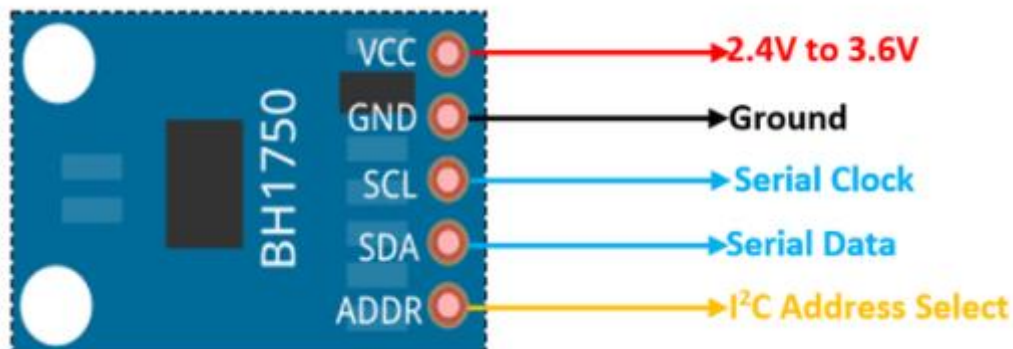 BH1750
VCC 2.4V to 3.6V
GND Ground
SCL Serial Clock
SDA Serial Data
ADDR I²C Address Select